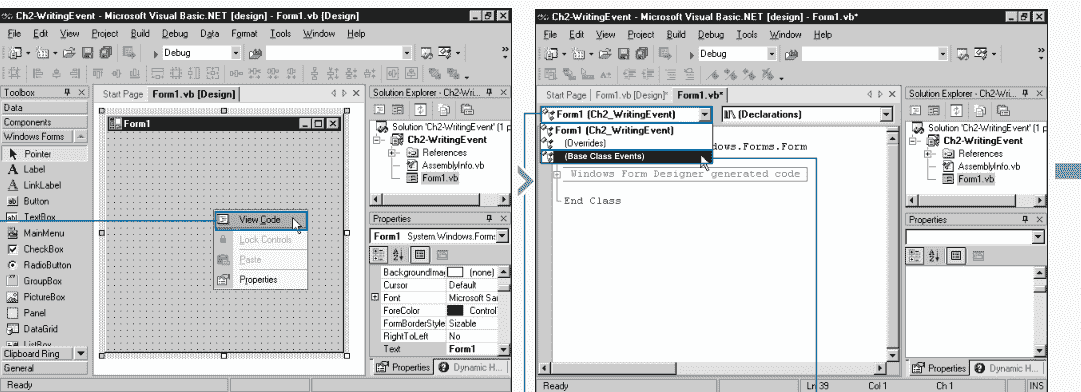 Ch2-WritingEvent - Microsoft Visual Basic.NET [design] - Form1.vb [Design]
File Edit View Project Build Debug Data Format Tools Window Help
Debug
Toolbox
Data
Components
Windows Forms
Pointer
Label
LinkLabel
Button
TextBox
MainMenu
CheckBox
RadioButton
GroupBox
PictureBox
Panel
DataGrid
ListBox
Clipboard Ring
General
Start Page Form1.vb [Design]
Form1
View Code
Lock Controls
Paste
Properties
Solution Explorer - Ch2-Wri...
Solution 'Ch2-WritingEvent' (1 p
Ch2-WritingEvent
References
AssemblyInfo.vb
Form1.vb
Properties
Form1 System.Windows.Forms
BackgroundImag (none)
Cursor Default
Font Microsoft Sar
ForeColor Control
FormBorderStyle Sizable
RightToLeft No
Text Form1
Properties Dynamic H...
Ready
Ch2-WritingEvent - Microsoft Visual Basic.NET [design] - Form1.vb*
File Edit View Project Build Debug Tools Window Help
Debug
Start Page Form1.vb [Design]* Form1.vb*
Form1 (Ch2_WritingEvent) (Declarations)
Form1 (Ch2_WritingEvent)
(Overrides)
(Base Class Events)
ndows.Forms.Form
Windows Form Designer generated code
End Class
Solution Explorer - Ch2-Wri...
Solution 'Ch2-WritingEvent' (1 p
Ch2-WritingEvent
References
AssemblyInfo.vb
Form1.vb
Properties
Properties Dynamic H...
Ready Ln 39 Col 1 Ch 1 INS